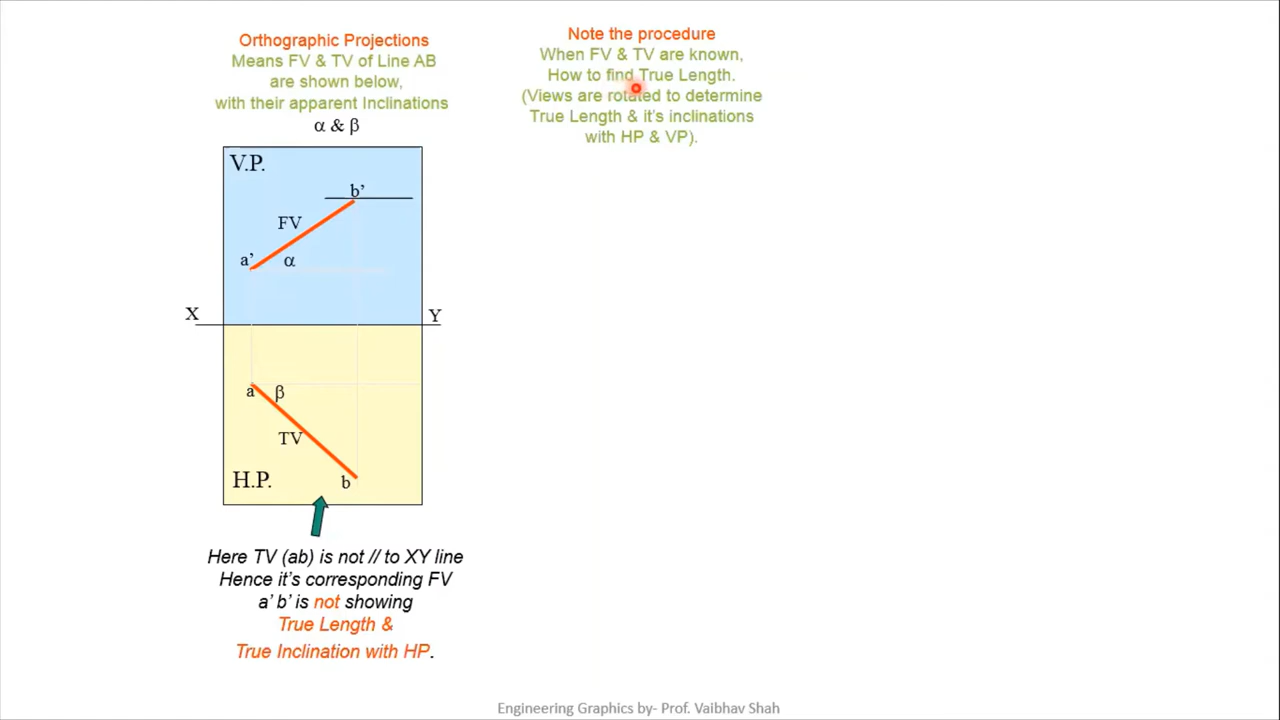 Orthographic Projections
Means FV & TV of Line AB
are shown below,
with their apparent Inclinations
α & β
Note the procedure
When FV & TV are known,
How to find True Length.
(Views are rotated to determine
True Length & it's inclinations
with HP & VP).
V.P.
b'
FV
a'
α
X
Y
a
β
TV
H.P.
b
Here TV (ab) is not // to XY line
Hence it's corresponding FV
a' b' is not showing
True Length &
True Inclination with HP.
Engineering Graphics by- Prof. Vaibhav Shah